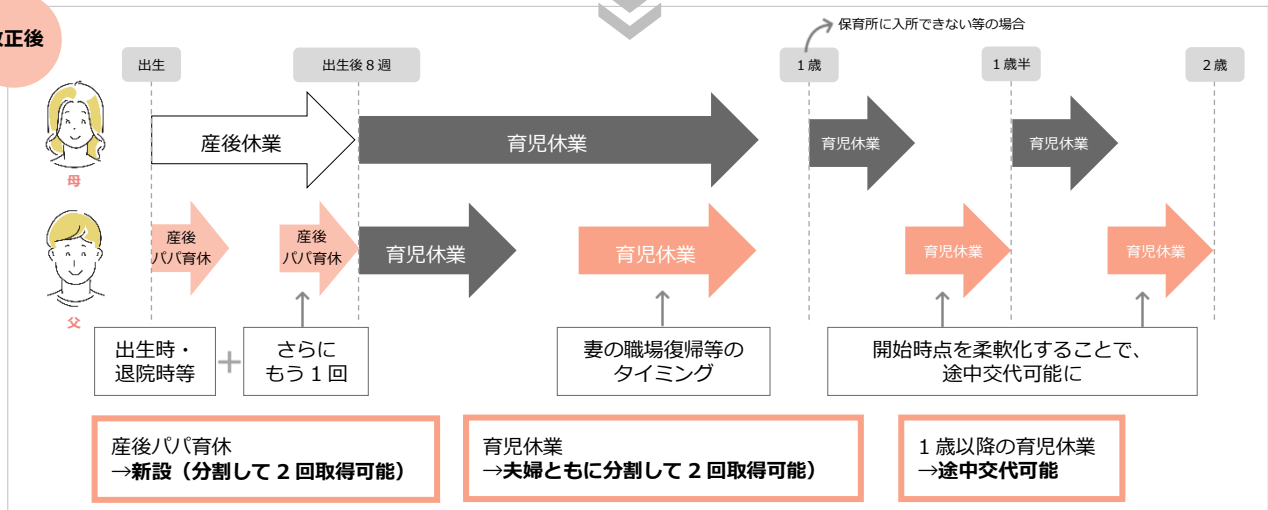 改正後
保育所に入所できない等の場合
出生
出生後８週
１歳
１歳半
２歳
産後休業
育児休業
育児休業
育児休業
母
産後
パパ育休
産後
パパ育休
育児休業
育児休業
育児休業
育児休業
父
出生時・
退院時等
＋
さらに
もう１回
妻の職場復帰等の
タイミング
開始時点を柔軟化することで、
途中交代可能に
産後パパ育休
→新設（分割して２回取得可能）
育児休業
→夫婦ともに分割して２回取得可能）
１歳以降の育児休業
→途中交代可能